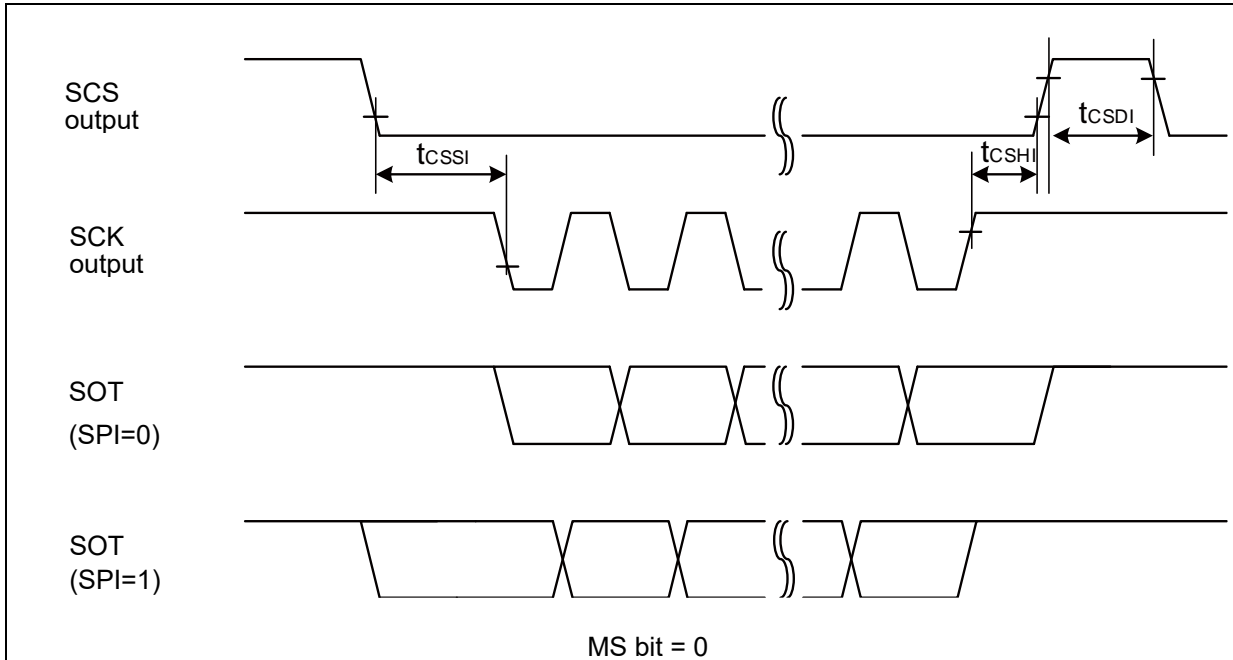 SCS
output
tCSDI
tCSSI
tCSHI
SCK
output
SOT
(SPI=0)
SOT
(SPI=1)
MS bit = 0